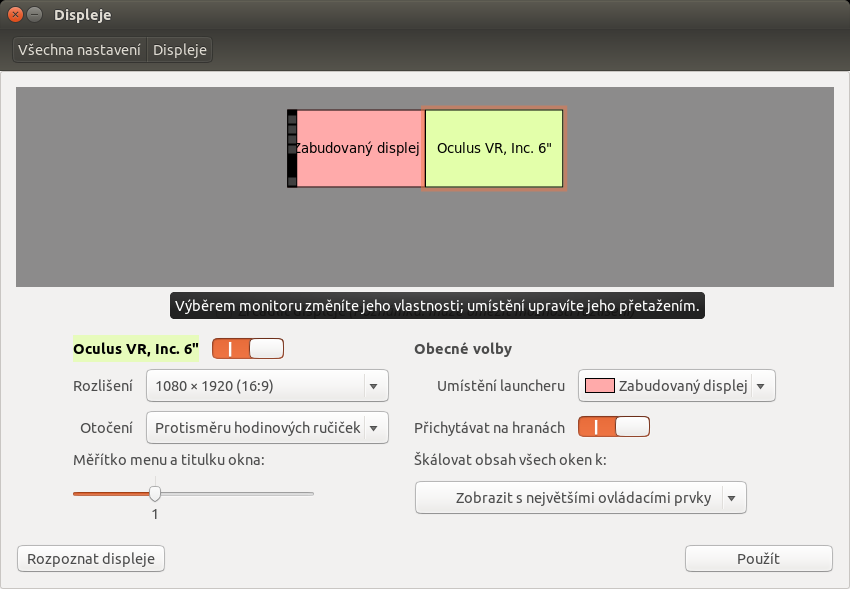 Displeje
Všechna nastavení Displeje
Zabudovaný displej Oculus VR, Inc. 6"
Výběrem monitoru změníte jeho vlastnosti; umístění upravíte jeho přetažením.
Oculus VR, Inc. 6" Obecné volby
Rozlišení 1080 × 1920 (16:9) Umístění launcheru Zabudovaný displej
Otočení Protisměru hodinových ručiček Přichytávat na hranách
Měřítko menu a titulku okna: Škálovat obsah všech oken k:
Zobrazit s největšími ovládacími prvky
1
Rozpoznat displeje Použít